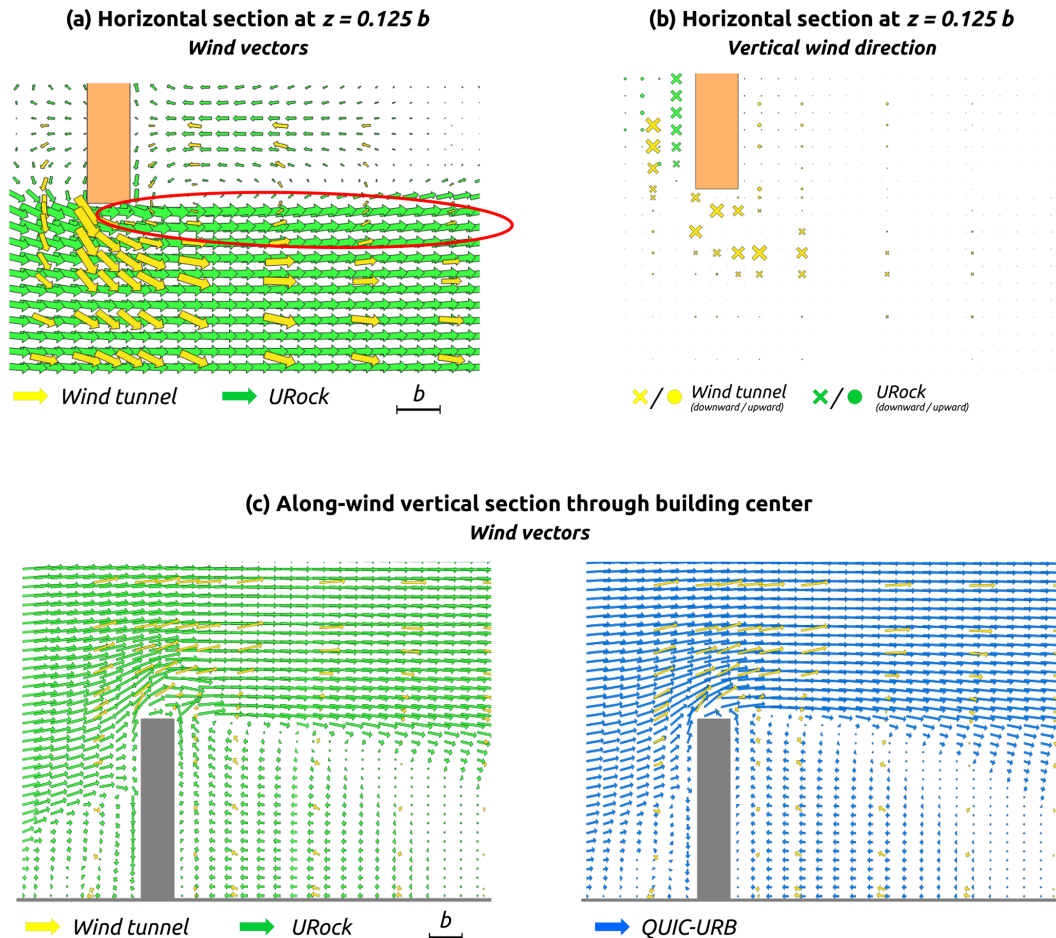 (a) Horizontal section at z = 0.125 b
Wind vectors
(b) Horizontal section at z = 0.125 b
Vertical wind direction
Wind tunnel
URock
b
Wind tunnel
(downward / upward)
URock
(downward / upward)
(c) Along-wind vertical section through building center
Wind vectors
Wind tunnel
URock
b
QUIC-URB